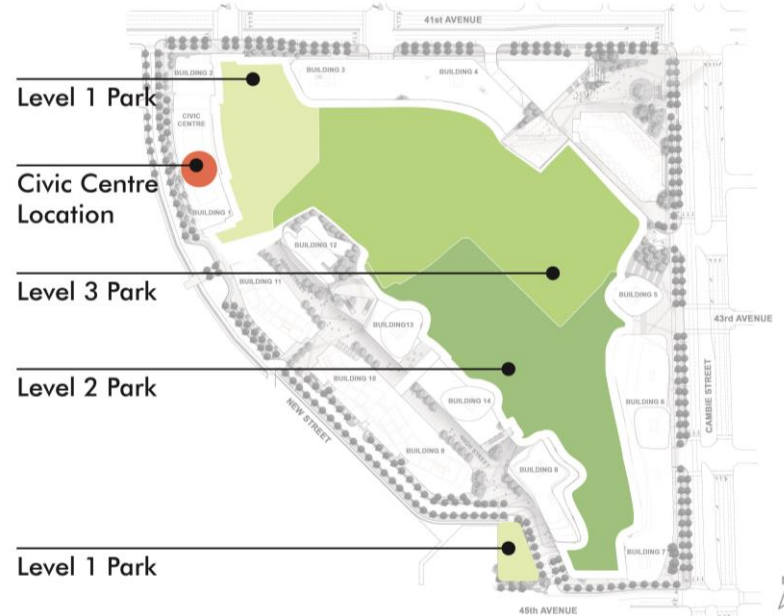 41st AVENUE
BUILDING 2
BUILDING 3
BUILDING 4
Level 1 Park
CIVIC
CENTRE
Civic Centre
Location
BUILDING 1
BUILDING 12
Level 3 Park
BUILDING 11
BUILDING 5
BUILDING13
43rd AVENUE
Level 2 Park
BUILDING 10
CAMBIE STREET
BUILDING 14
BUILDING 6
NEW STREET
HIGH STREET
BUILDING 9
BUILDING 8
Level 1 Park
BUILDING 7
45th AVENUE